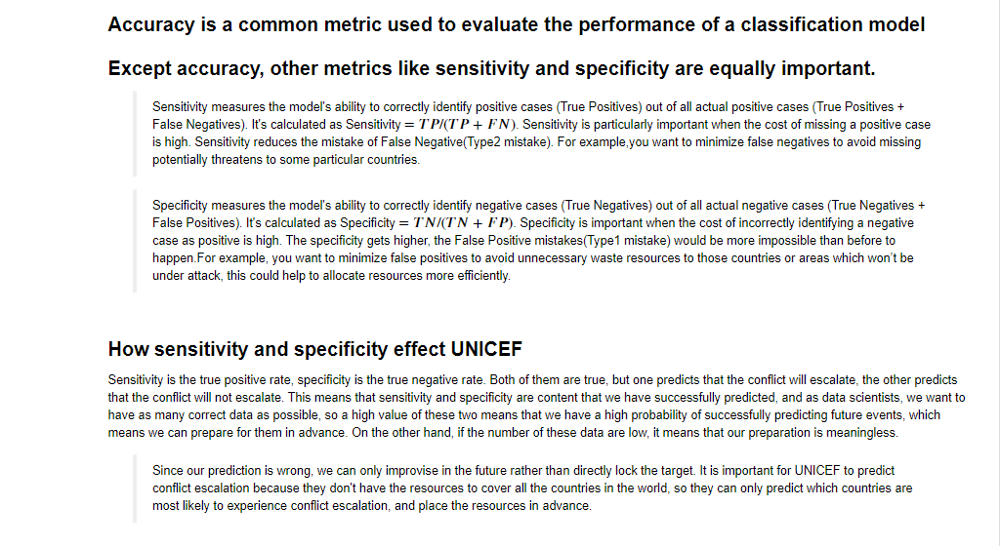 Accuracy is a common metric used to evaluate the performance of a classification model
Except accuracy, other metrics like sensitivity and specificity are equally important.
Sensitivity measures the model's ability to correctly identify positive cases (True Positives) out of all actual positive cases (True Positives +
False Negatives). It's calculated as Sensitivity = TP/(TP + FN). Sensitivity is particularly important when the cost of missing a positive case
is high. Sensitivity reduces the mistake of False Negative(Type2 mistake). For example,you want to minimize false negatives to avoid missing
potentially threatens to some particular countries.
Specificity measures the model's ability to correctly identify negative cases (True Negatives) out of all actual negative cases (True Negatives +
False Positives). It's calculated as Specificity = TN/(TN + FP). Specificity is important when the cost of incorrectly identifying a negative
case as positive is high. The specificity gets higher, the False Positive mistakes(Type1 mistake) would be more impossible than before to
happen.For example, you want to minimize false positives to avoid unnecessary waste resources to those countries or areas which won't be
under attack, this could help to allocate resources more efficiently.
How sensitivity and specificity effect UNICEF
Sensitivity is the true positive rate, specificity is the true negative rate. Both of them are true, but one predicts that the conflict will escalate, the other predicts
that the conflict will not escalate. This means that sensitivity and specificity are content that we have successfully predicted, and as data scientists, we want to
have as many correct data as possible, so a high value of these two means that we have a high probability of successfully predicting future events, which
means we can prepare for them in advance. On the other hand, if the number of these data are low, it means that our preparation is meaningless.
Since our prediction is wrong, we can only improvise in the future rather than directly lock the target. It is important for UNICEF to predict
conflict escalation because they don't have the resources to cover all the countries in the world, so they can only predict which countries are
most likely to experience conflict escalation, and place the resources in advance.